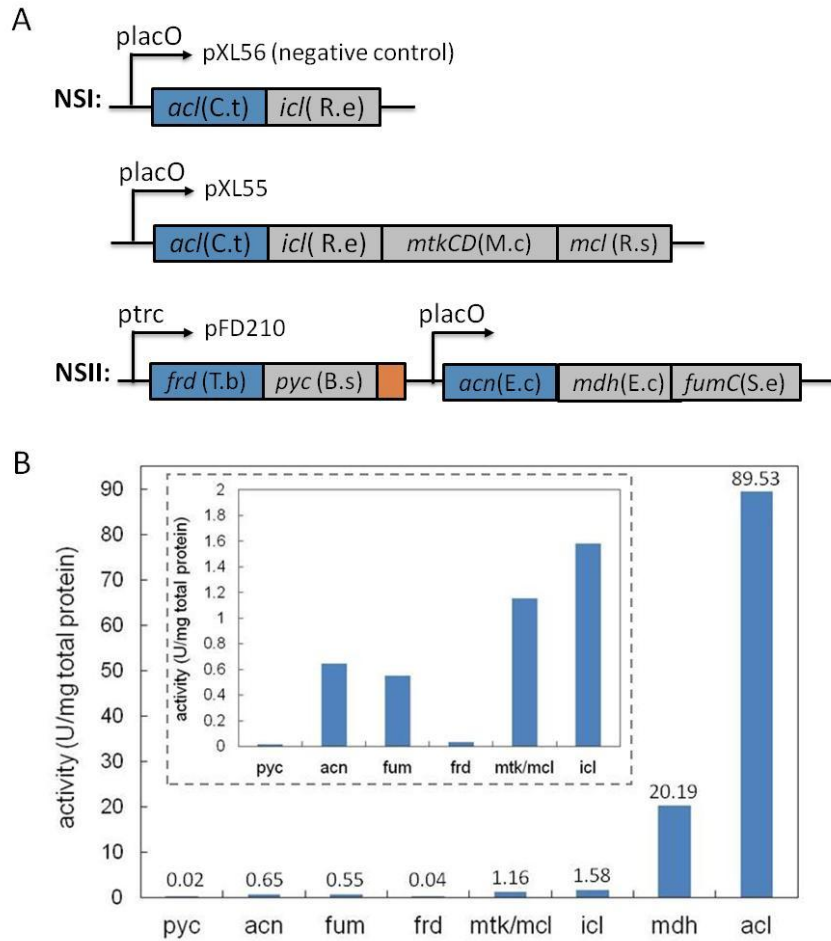 A
placO
pXL56 (negative control)
NSI:
acl(C.t) icl( R.e)
placO
pXL55
acl(C.t) icl( R.e) mtkCD(M.c) mcl (R.s)
ptrc placO
pFD210
NSII:
frd (T.b) pyc (B.s) acn(E.c) mdh(E.c) fumC(S.e)
B
activity (U/mg total protein)
90
80
70
60
50
40
30
20
10
0
activity (U/mg total protein)
2
1.8
1.6
1.4
1.2
1
0.8
0.6
0.4
0.2
0
pyc acn fum frd mtk/mcl icl
0.02 0.65 0.55 0.04 1.16 1.58 20.19 89.53
pyc acn fum frd mtk/mcl icl mdh acl